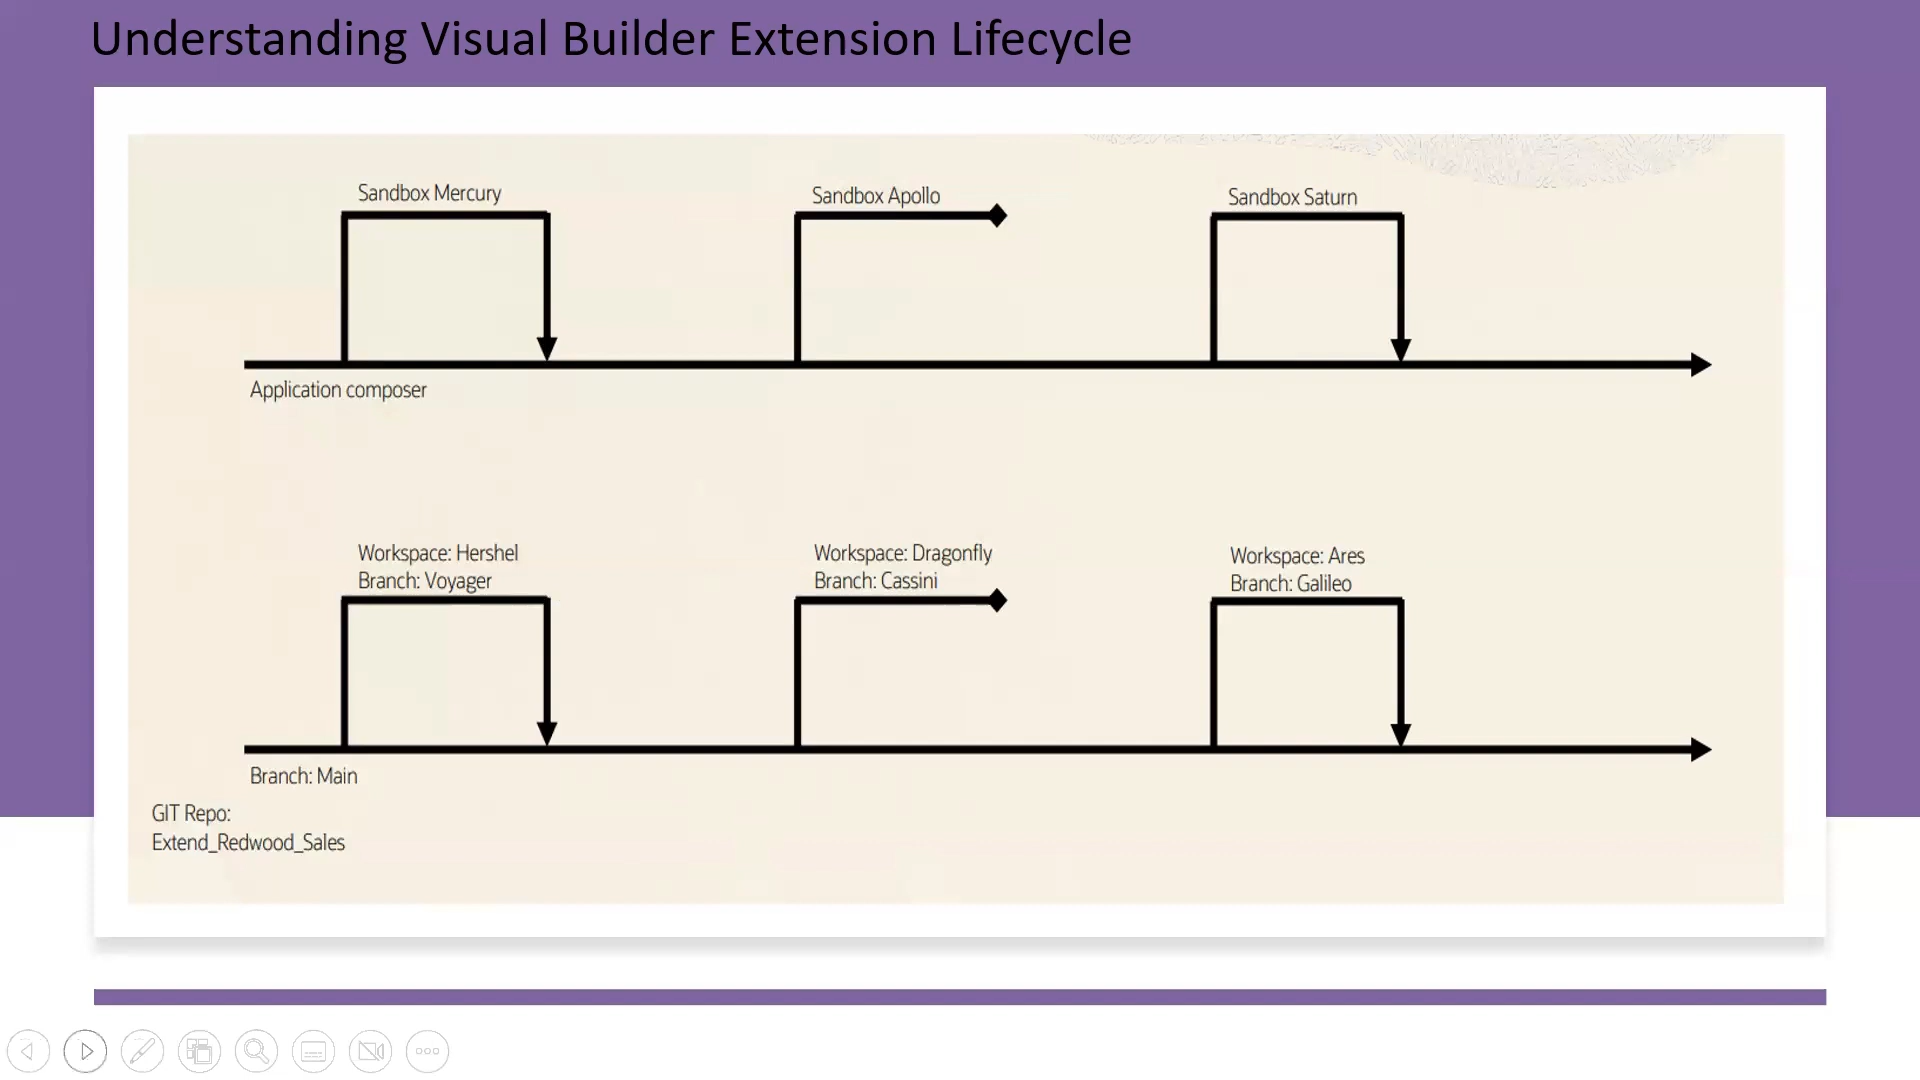 Understanding Visual Builder Extension Lifecycle
Sandbox Mercury
Sandbox Apollo
Sandbox Saturn
Application composer
Workspace: Hershel
Branch: Voyager
Workspace: Dragonfly
Branch: Cassini
Workspace: Ares
Branch: Galileo
Branch: Main
GIT Repo:
Extend_Redwood_Sales